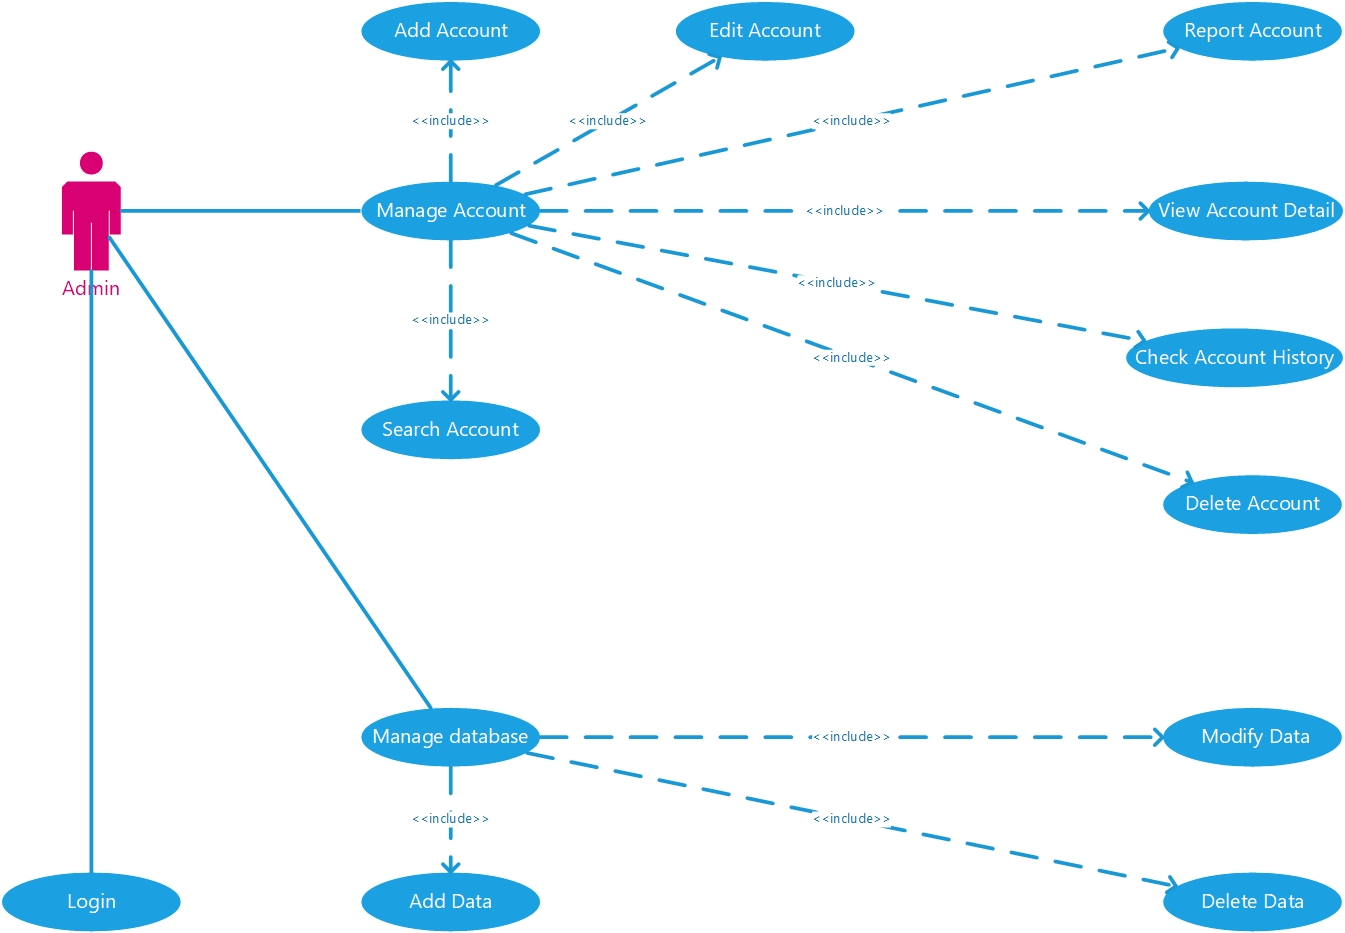 Add Account
Edit Account
Report Account
<<include>>
<<include>>
<<include>>
Manage Account
<<include>>
View Account Detail
Admin
<<include>>
<<include>>
<<include>>
Check Account History
Search Account
Delete Account
Manage database
<<include>>
Modify Data
<<include>>
<<include>>
Login
Add Data
Delete Data